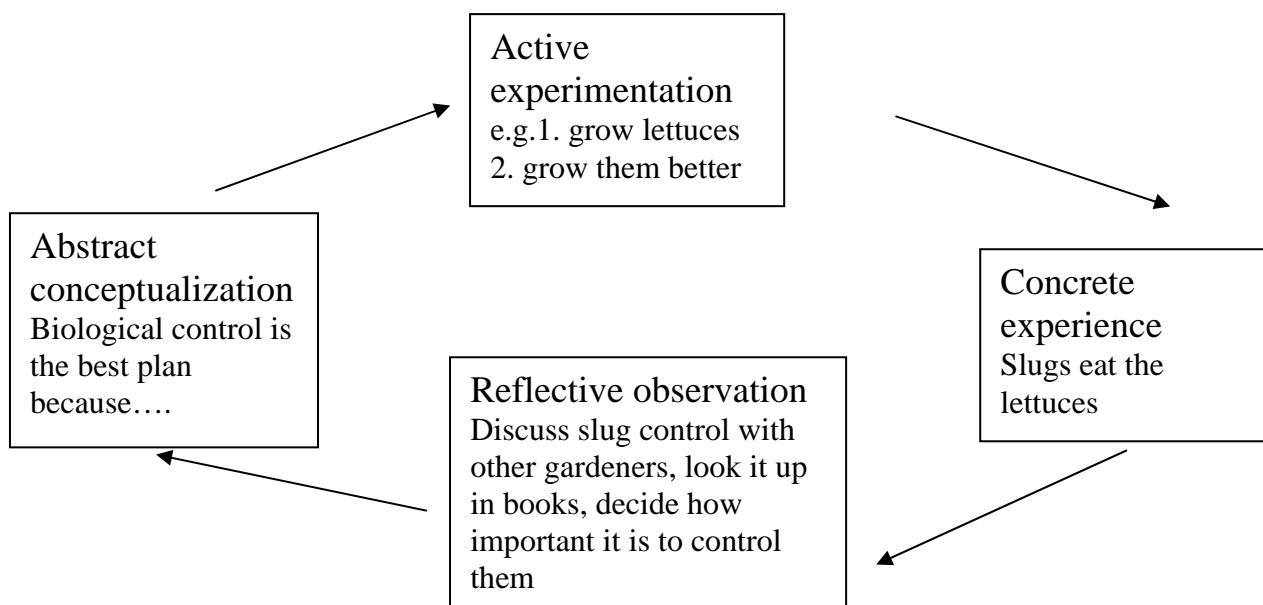 Active
experimentation
e.g.1. grow lettuces
2. grow them better
Abstract
conceptualization
Biological control is
the best plan
because….
Concrete
experience
Slugs eat the
lettuces
Reflective observation
Discuss slug control with
other gardeners, look it up
in books, decide how
important it is to control
them